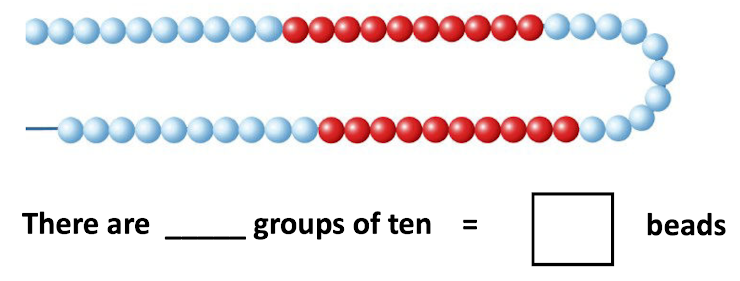 There are _____ groups of ten = beads